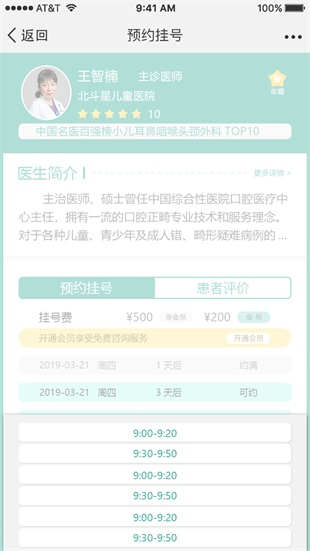 AT&T 9:41 AM 100%
返回 预约挂号
王智楠 主诊医师
北斗星儿童医院
10
收藏
中国名医百强榜小儿耳鼻咽喉头颈外科 TOP10
医生简介 更多详情 >
主治医师、硕士曾任中国综合性医院口腔医疗中
心主任，拥有一流的口腔正畸专业技术和服务理念。
对于各种儿童、青少年及成人错、畸形疑难病例的 ...
预约挂号 患者评价
挂号费 ¥500 非会员 ¥200 会 员
开通会员享受免费咨询服务 开通会员
2019-03-21 周四 1 天后 约满
2019-03-21 周四 3 天后 可约
9:00-9:20
9:30-9:50
9:00-9:20
9:30-9:50
9:00-9:20
9:30-9:50